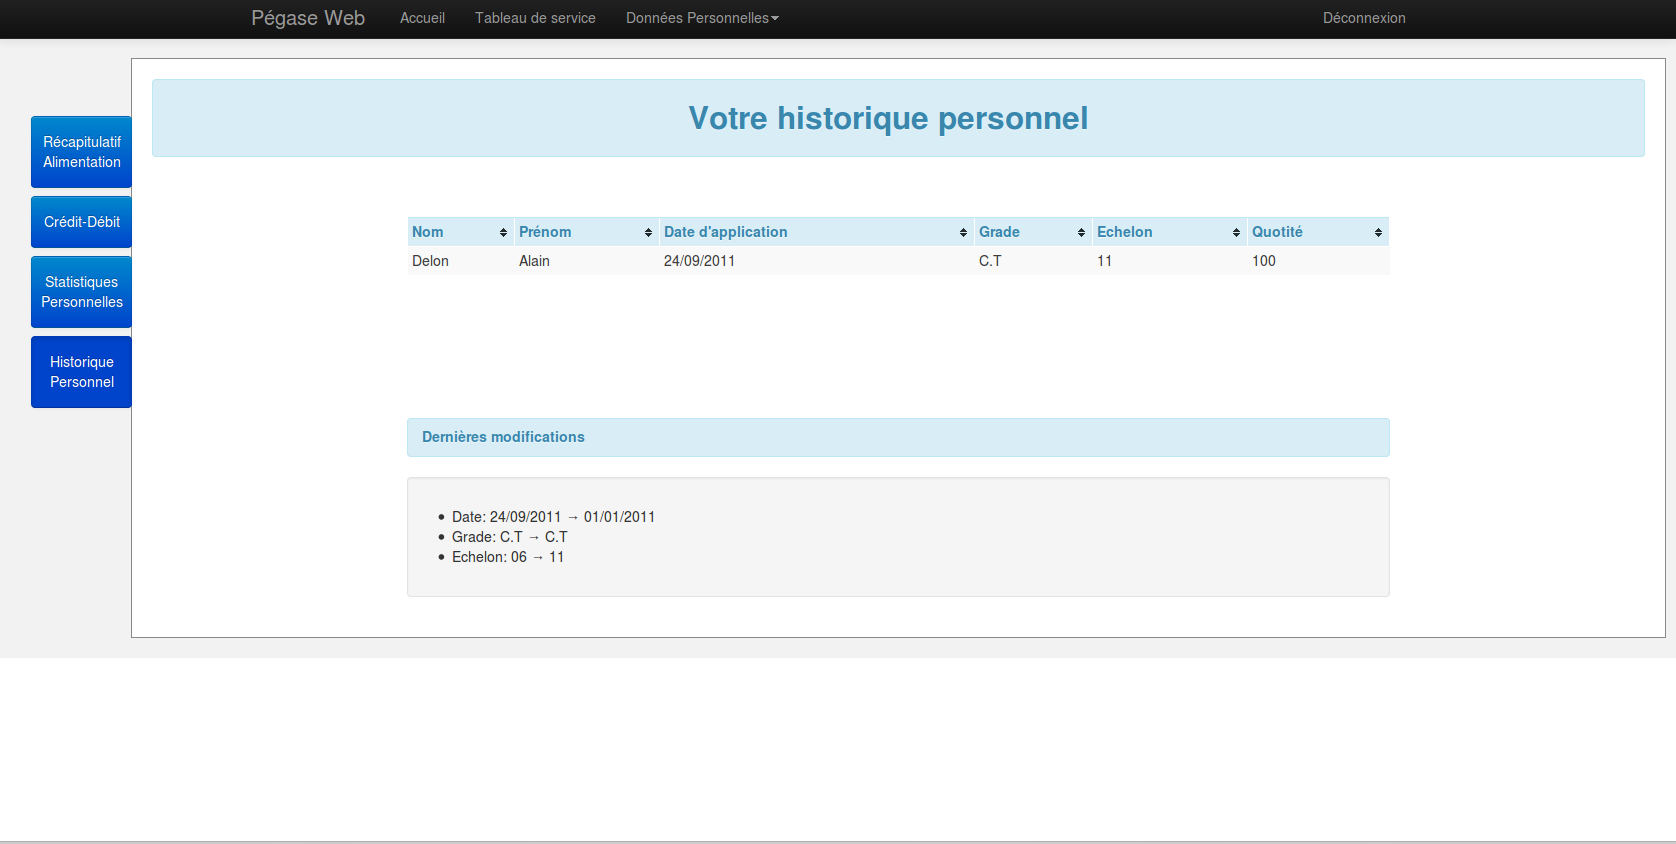 Pégase Web Accueil Tableau de service Données Personnelles Déconnexion
Votre historique personnel
Récapitulatif
Alimentation
Crédit-Débit
Statistiques
Personnelles
Historique
Personnel
Nom Prénom Date d'application Grade Echelon Quotité
Delon Alain 24/09/2011 C.T 11 100
Dernières modifications
Date: 24/09/2011 → 01/01/2011
Grade: C.T → C.T
Echelon: 06 → 11